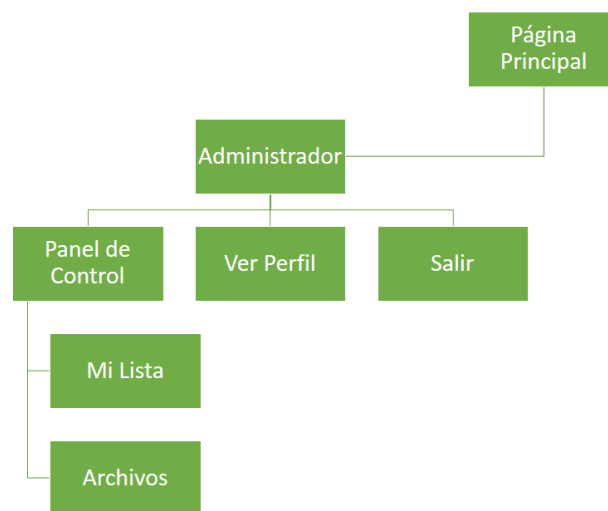 Página
Principal
Administrador
Panel de
Control
Ver Perfil
Salir
Mi Lista
Archivos